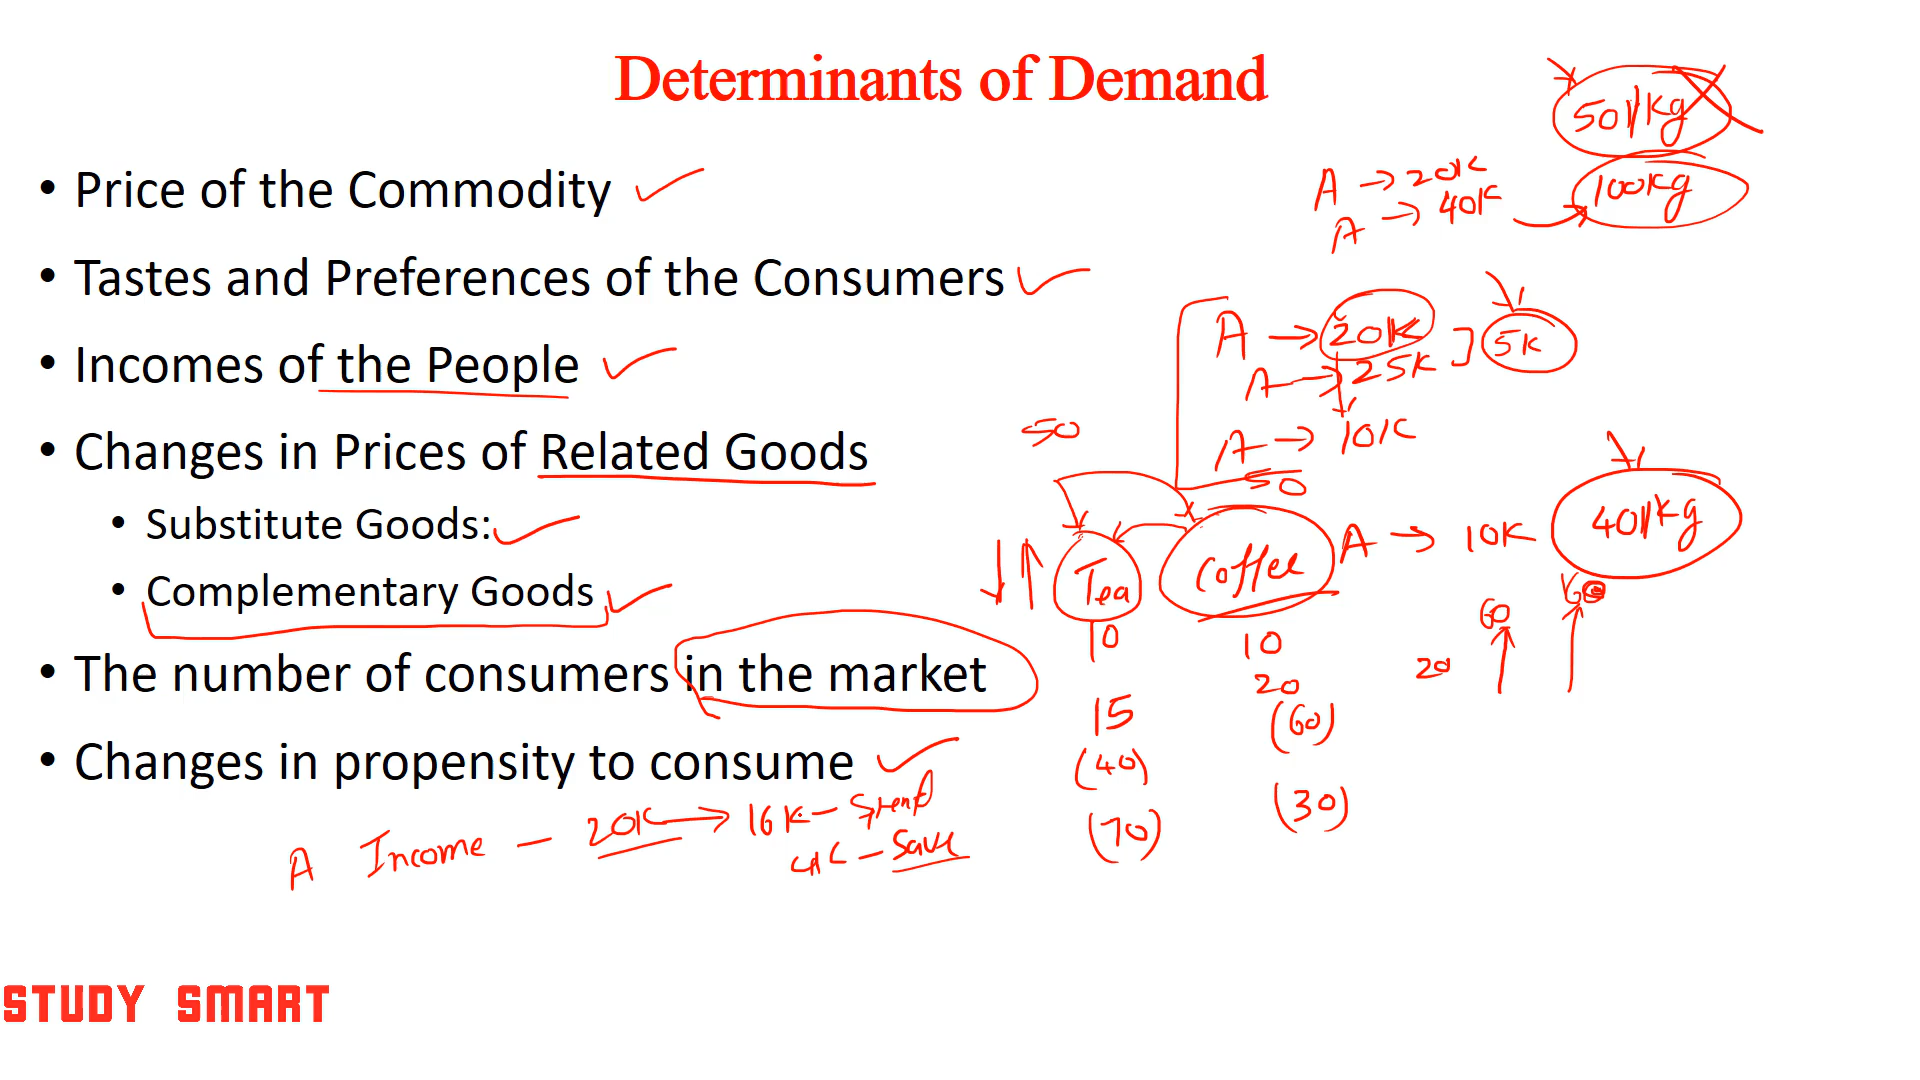 Determinants of Demand
50//kg
A → 20K
100kg
A → 40K
• Price of the Commodity
• Tastes and Preferences of the Consumers
A → 20K
5K
A → 25K
• Incomes of the People
50
A → 10K
• Changes in Prices of Related Goods
50
• Substitute Goods:
Tea
Coffee
A → 10K
40//kg
• Complementary Goods
60
10
10
20
• The number of consumers in the market
20
15
(60)
• Changes in propensity to consume
(40)
(30)
(70)
A Income - 20K → 16K - Spend
4K - Save
STUDY SMART